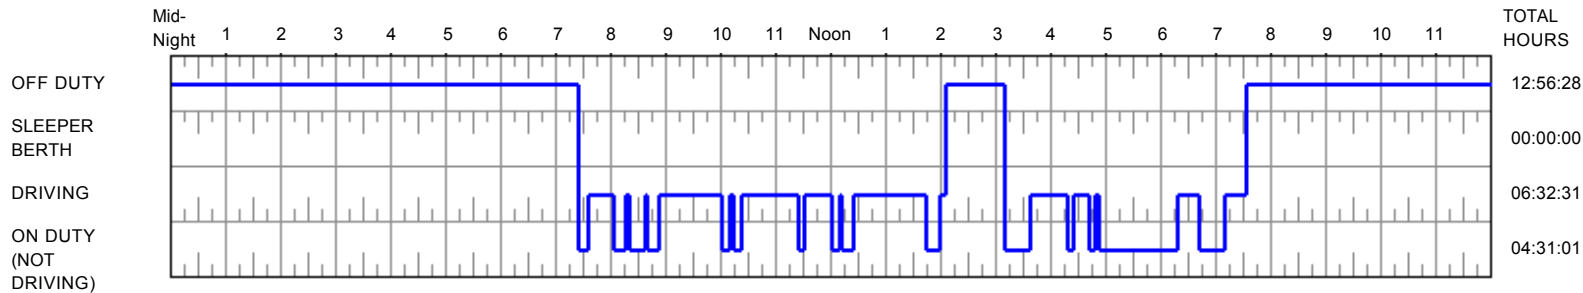 Mid-
Night 1 2 3 4 5 6 7 8 9 10 11 Noon 1 2 3 4 5 6 7 8 9 10 11 TOTAL
HOURS
OFF DUTY 12:56:28
SLEEPER
BERTH 00:00:00
DRIVING 06:32:31
ON DUTY
(NOT
DRIVING) 04:31:01